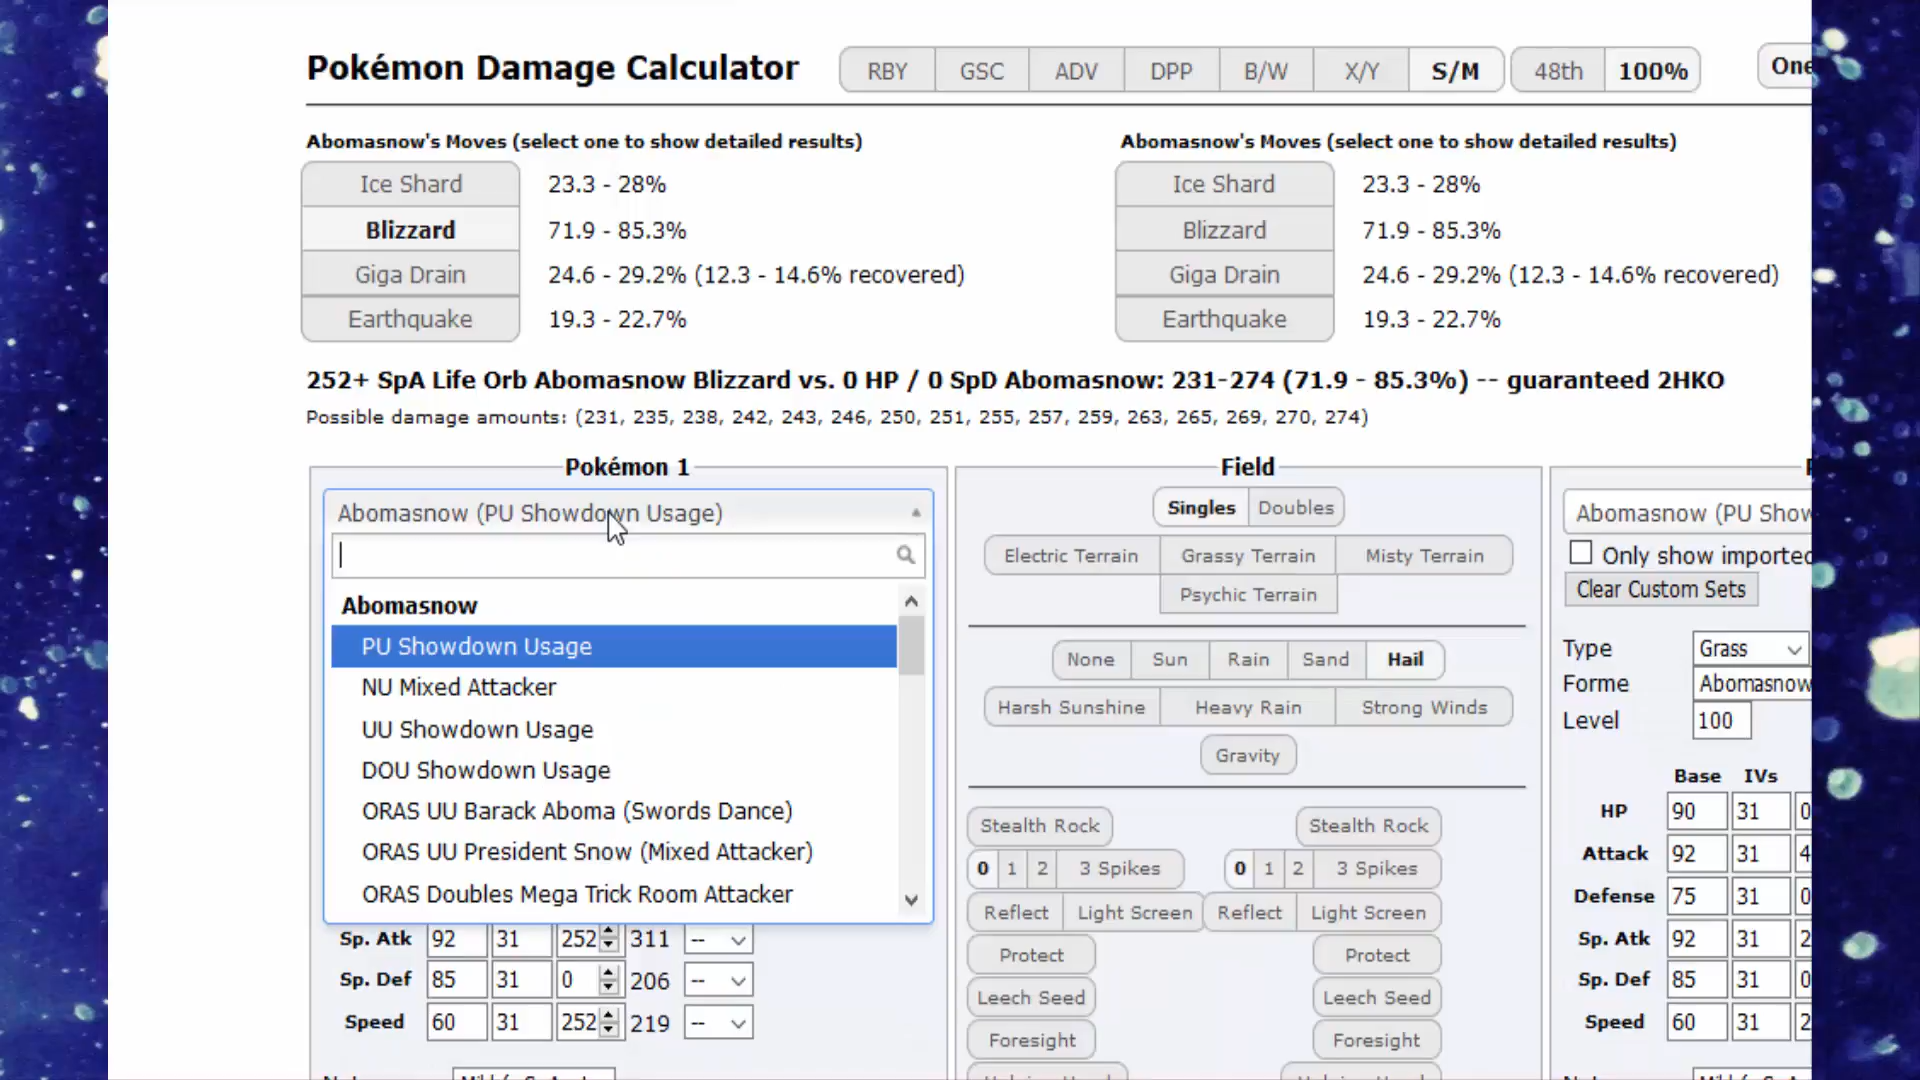 Pokémon Damage Calculator RBY GSC ADV DPP B/W X/Y S/M 48th 100% One
Abomasnow's Moves (select one to show detailed results) Abomasnow's Moves (select one to show detailed results)
Ice Shard 23.3 - 28% Ice Shard 23.3 - 28%
Blizzard 71.9 - 85.3% Blizzard 71.9 - 85.3%
Giga Drain 24.6 - 29.2% (12.3 - 14.6% recovered) Giga Drain 24.6 - 29.2% (12.3 - 14.6% recovered)
Earthquake 19.3 - 22.7% Earthquake 19.3 - 22.7%
252+ SpA Life Orb Abomasnow Blizzard vs. 0 HP / 0 SpD Abomasnow: 231-274 (71.9 - 85.3%) -- guaranteed 2HKO
Possible damage amounts: (231, 235, 238, 242, 243, 246, 250, 251, 255, 257, 259, 263, 265, 269, 270, 274)
Pokémon 1
Abomasnow (PU Showdown Usage)
Abomasnow
PU Showdown Usage
NU Mixed Attacker
UU Showdown Usage
DOU Showdown Usage
ORAS UU Barack Aboma (Swords Dance)
ORAS UU President Snow (Mixed Attacker)
ORAS Doubles Mega Trick Room Attacker
Sp. Atk 92 31 252 311 --
Sp. Def 85 31 0 206 --
Speed 60 31 252 219 --
Field
Singles Doubles
Electric Terrain Grassy Terrain Misty Terrain
Psychic Terrain
None Sun Rain Sand Hail
Harsh Sunshine Heavy Rain Strong Winds
Gravity
Stealth Rock Stealth Rock
0 1 2 3 Spikes 0 1 2 3 Spikes
Reflect Light Screen Reflect Light Screen
Protect Protect
Leech Seed Leech Seed
Foresight Foresight
Abomasnow (PU Show
Only show imported
Clear Custom Sets
Type Grass
Forme Abomasnow
Level 100
Base IVs
HP 90 31 0
Attack 92 31 4
Defense 75 31 0
Sp. Atk 92 31 2
Sp. Def 85 31 0
Speed 60 31 2